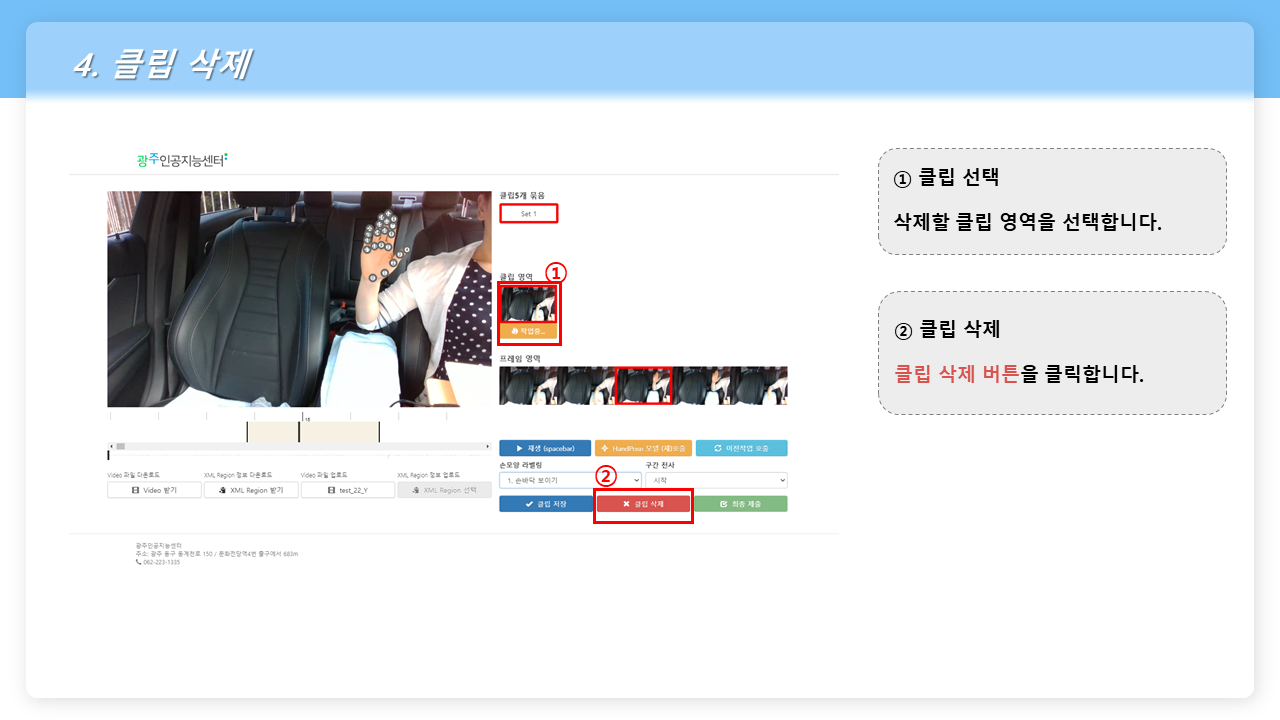 4. 클립 삭제
광주인공지능센터
클립5개 묶음
Set 1
클립 영역
①
작업중...
프레임 영역
15
재생 (spacebar)
HandPose 모델 (재)호출
이전작업 호출
손모양 라벨링
구간 전사
1. 손바닥 보이기
시작
②
클립 저장
클립 삭제
최종 제출
Video 파일 다운로드
XML Region 정보 다운로드
Video 파일 업로드
XML Region 정보 업로드
Video 받기
XML Region 받기
test_22_Y
XML Region 선택
광주인공지능센터
주소: 광주 동구 동계천로 150 / 문화전당역4번 출구에서 683m
062-223-1335
① 클립 선택
삭제할 클립 영역을 선택합니다.
② 클립 삭제
클립 삭제 버튼을 클릭합니다.